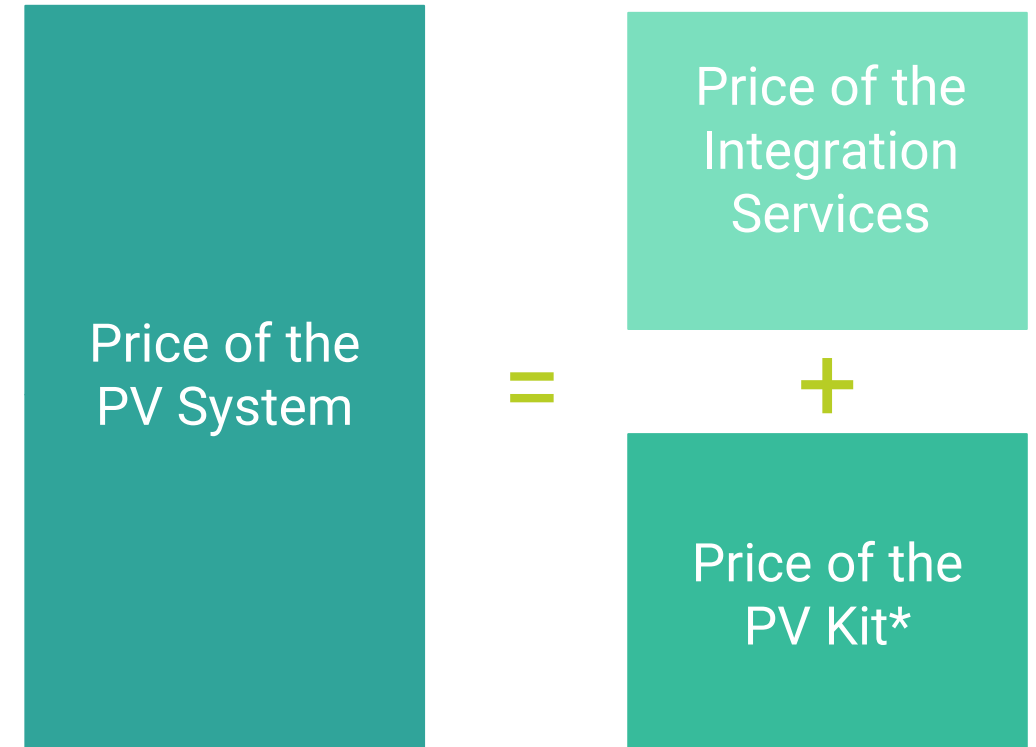 Price of the
PV System
=
Price of the
Integration
Services
+
Price of the
PV Kit*